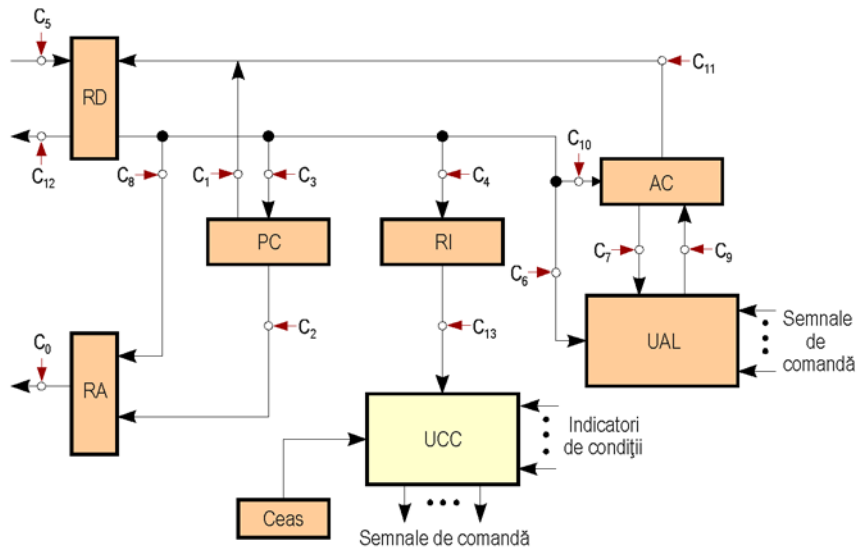 C5
C11
RD
C10
C12
C8
C1
C3
C4
AC
PC
RI
C7
C9
C6
C0
C2
C13
UAL
Semnale
de
comandă
RA
UCC
Indicatori
de condiţii
Ceas
Semnale de comandă